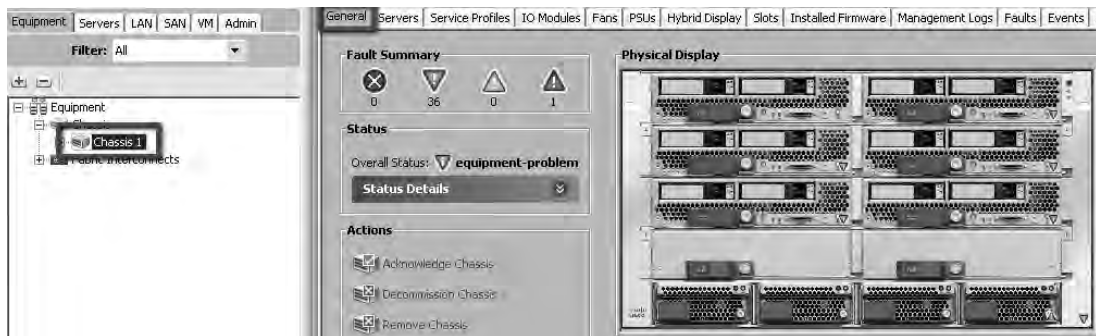 Equipment Servers LAN SAN VM Admin
Filter: All
Equipment
Chassis
Chassis 1
Fabric Interconnects
General Servers Service Profiles IO Modules Fans PSUs Hybrid Display Slots Installed Firmware Management Logs Faults Events
Fault Summary
0 36 0 1
Status
Overall Status: equipment-problem
Status Details
Actions
Acknowledge Chassis
Decommission Chassis
Remove Chassis
Physical Display